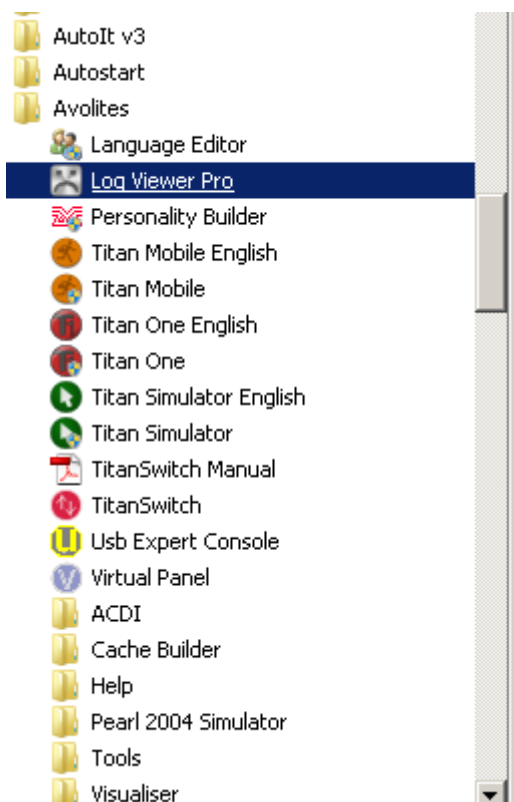 AutoIt v3
Autostart
Avolites
Language Editor
Log Viewer Pro
Personality Builder
Titan Mobile English
Titan Mobile
Titan One English
Titan One
Titan Simulator English
Titan Simulator
TitanSwitch Manual
TitanSwitch
Usb Expert Console
Virtual Panel
ACDI
Cache Builder
Help
Pearl 2004 Simulator
Tools
Visualiser